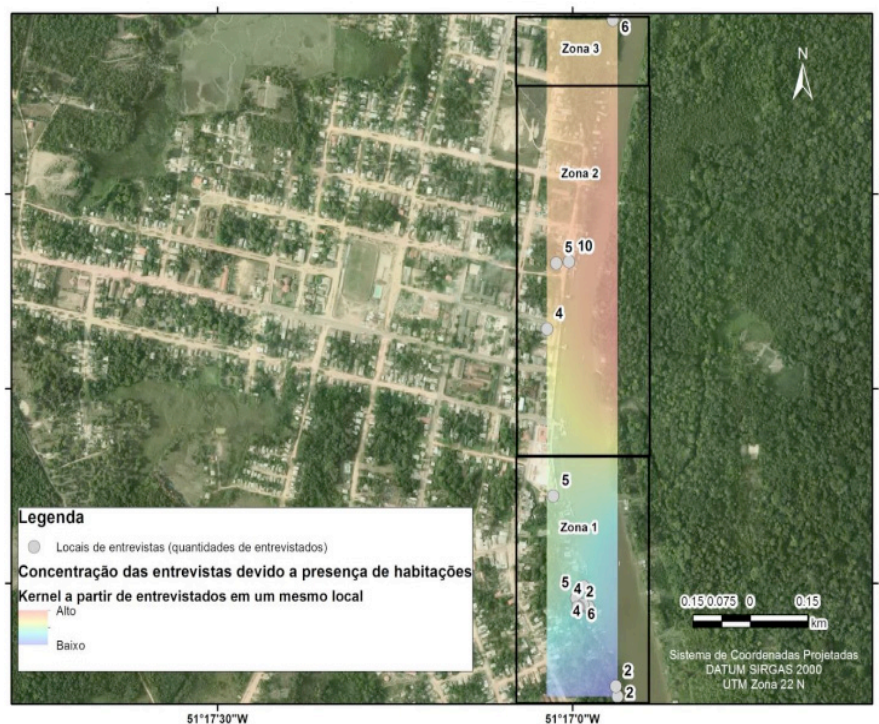 6
Zona 3
N
Zona 2
5 10
4
5
Zona 1
5
4 2
4 6
2
2
Legenda
Locais de entrevistas (quantidades de entrevistados)
Concentração das entrevistas devido a presença de habitações
Kernel a partir de entrevistados em um mesmo local
Alto
Baixo
0.15 0.075 0 0.15
km
Sistema de Coordenadas Projetadas
DATUM SIRGAS 2000
UTM Zona 22 N
51°17'30"W 51°17'0"W